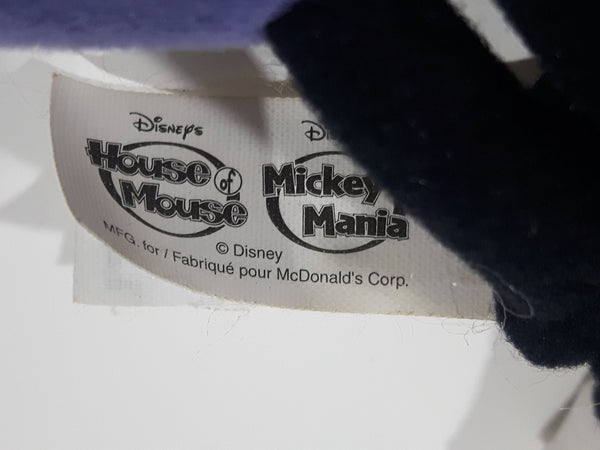 Disney's
House of
Mouse
Mickey
Mania
© Disney
MFG. for / Fabriqué pour McDonald's Corp.